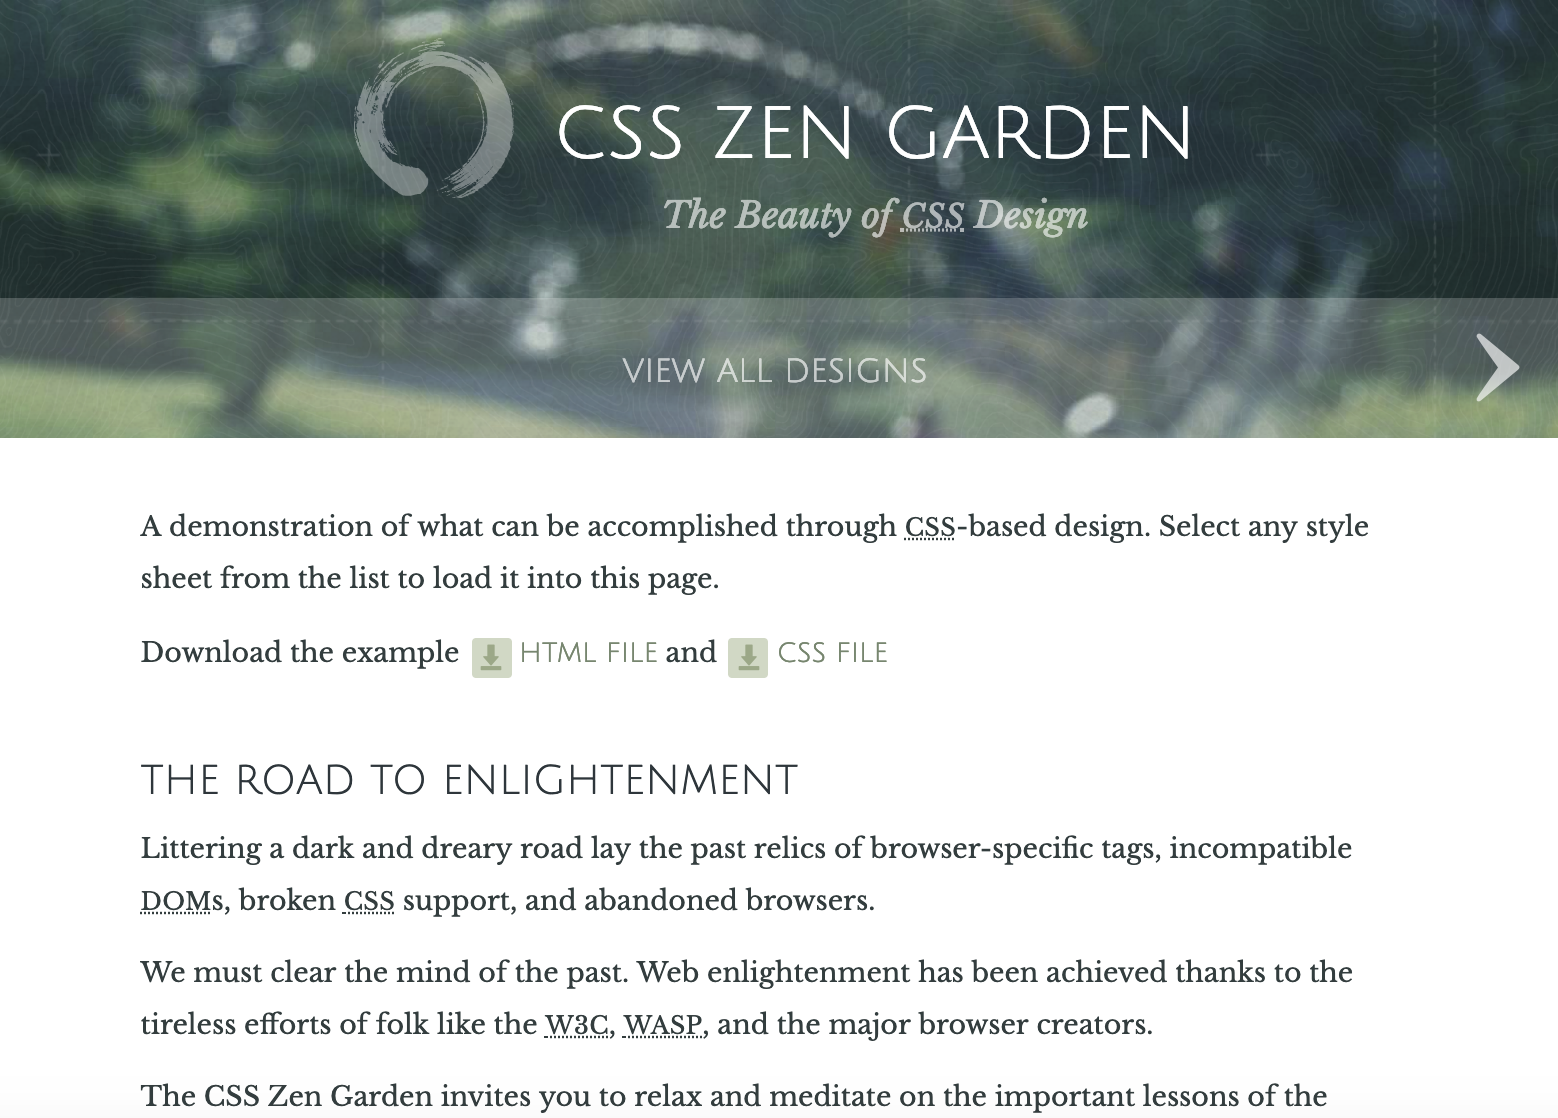 CSS ZEN GARDEN
The Beauty of CSS Design
VIEW ALL DESIGNS
A demonstration of what can be accomplished through CSS-based design. Select any style
sheet from the list to load it into this page.
Download the example HTML FILE and CSS FILE
THE ROAD TO ENLIGHTENMENT
Littering a dark and dreary road lay the past relics of browser-specific tags, incompatible
DOMs, broken CSS support, and abandoned browsers.
We must clear the mind of the past. Web enlightenment has been achieved thanks to the
tireless efforts of folk like the W3C, WASP, and the major browser creators.
The CSS Zen Garden invites you to relax and meditate on the important lessons of the